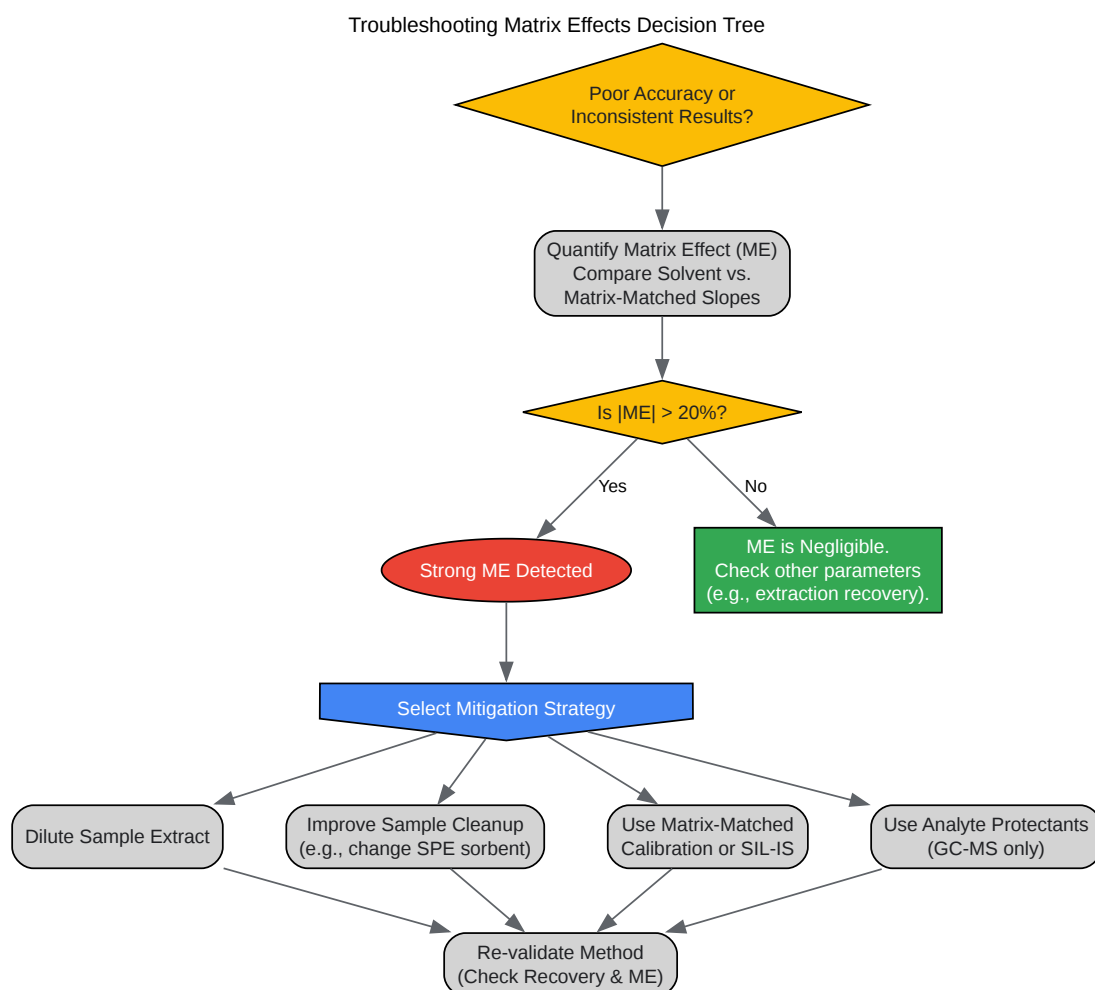 Troubleshooting Matrix Effects Decision Tree
Poor Accuracy or
Inconsistent Results?
Quantify Matrix Effect (ME)
Compare Solvent vs.
Matrix-Matched Slopes
Is |ME| > 20%?
Yes
No
Strong ME Detected
ME is Negligible.
Check other parameters
(e.g., extraction recovery).
Select Mitigation Strategy
Dilute Sample Extract
Improve Sample Cleanup
(e.g., change SPE sorbent)
Use Matrix-Matched
Calibration or SIL-IS
Use Analyte Protectants
(GC-MS only)
Re-validate Method
(Check Recovery & ME)